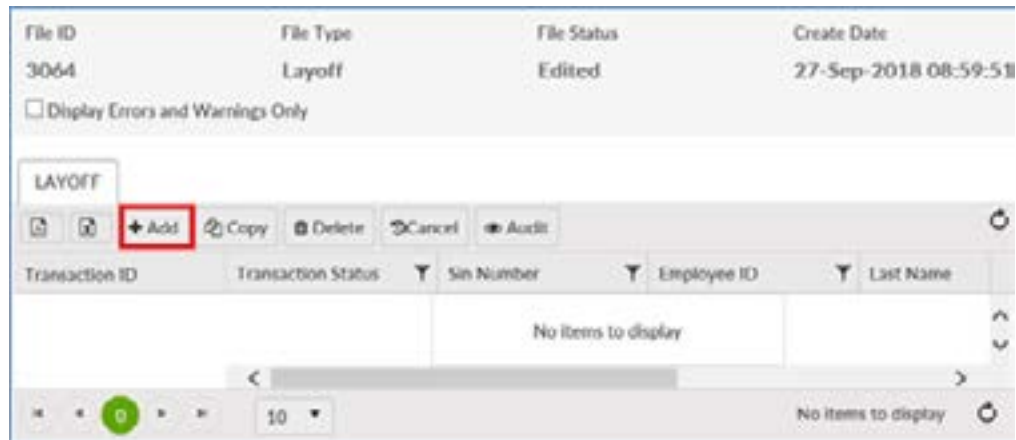 File ID File Type File Status Create Date
3064 Layoff Edited 27-Sep-2018 08:59:51
Display Errors and Warnings Only
LAYOFF
Add Copy Delete Cancel Audit
Transaction ID Transaction Status Sin Number Employee ID Last Name
No items to display
0 10 No items to display